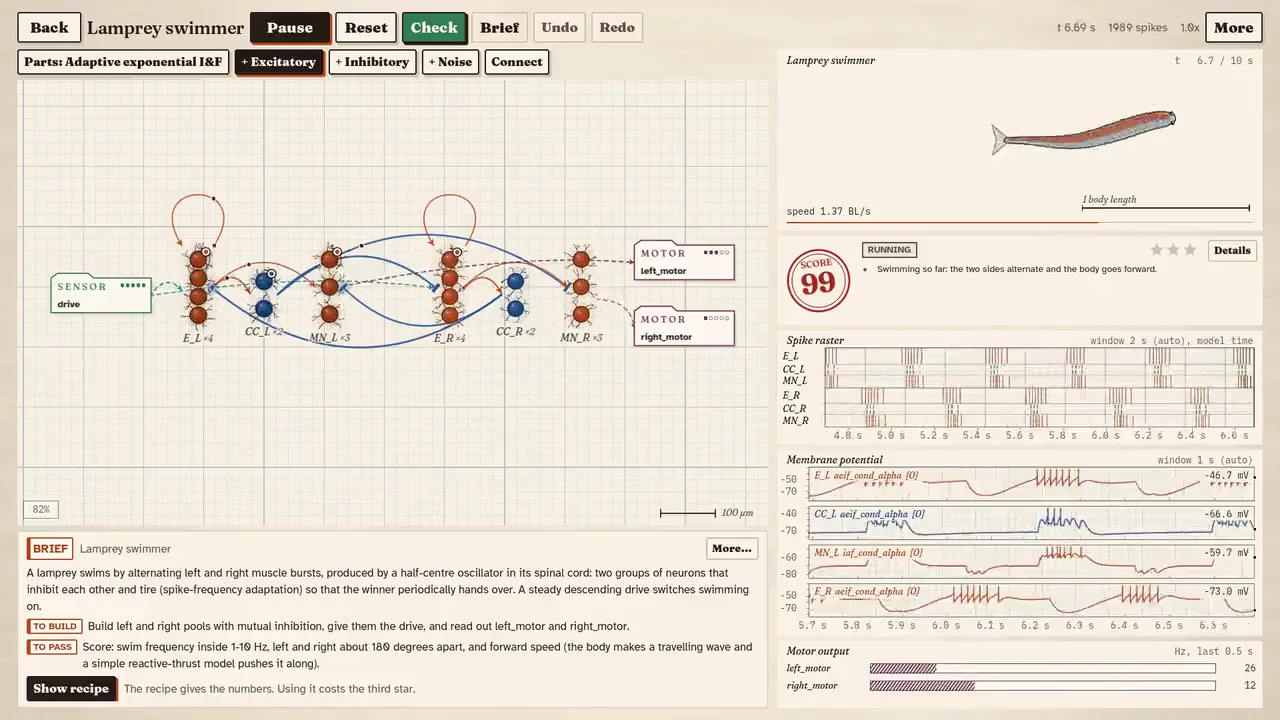 Back Lamprey swimmer Pause Reset Check Brief Undo Redo t 6.69 s 1989 spikes 1.0x More
Parts: Adaptive exponential I&F + Excitatory + Inhibitory + Noise Connect
SENSOR
drive
E_L ×4
CC_L ×2
MN_L ×3
E_R ×4
CC_R ×2
MN_R ×3
MOTOR
left_motor
MOTOR
right_motor
82%
100 µm
BRIEF Lamprey swimmer More...
A lamprey swims by alternating left and right muscle bursts, produced by a half-centre oscillator in its spinal cord: two groups of neurons that
inhibit each other and tire (spike-frequency adaptation) so that the winner periodically hands over. A steady descending drive switches swimming
on.
TO BUILD Build left and right pools with mutual inhibition, give them the drive, and read out left_motor and right_motor.
TO PASS Score: swim frequency inside 1-10 Hz, left and right about 180 degrees apart, and forward speed (the body makes a travelling wave and
a simple reactive-thrust model pushes it along).
Show recipe The recipe gives the numbers. Using it costs the third star.
Lamprey swimmer t 6.7 / 10 s
1 body length
speed 1.37 BL/s
SCORE
99
RUNNING
Details
• Swimming so far: the two sides alternate and the body goes forward.
Spike raster window 2 s (auto), model time
E_L
CC_L
MN_L
E_R
CC_R
MN_R
4.8 s 5.0 s 5.2 s 5.4 s 5.6 s 5.8 s 6.0 s 6.2 s 6.4 s 6.6 s
Membrane potential window 1 s (auto)
E_L aeif_cond_alpha [0] -46.7 mV
-50
-70
CC_L aeif_cond_alpha [0] -66.6 mV
-40
-70
MN_L iaf_cond_alpha [0] -59.7 mV
-60
-80
E_R aeif_cond_alpha [0] -73.0 mV
-50
-70
5.7 s 5.8 s 5.9 s 6.0 s 6.1 s 6.2 s 6.3 s 6.4 s 6.5 s 6.6 s
Motor output Hz, last 0.5 s
left_motor 26
right_motor 12